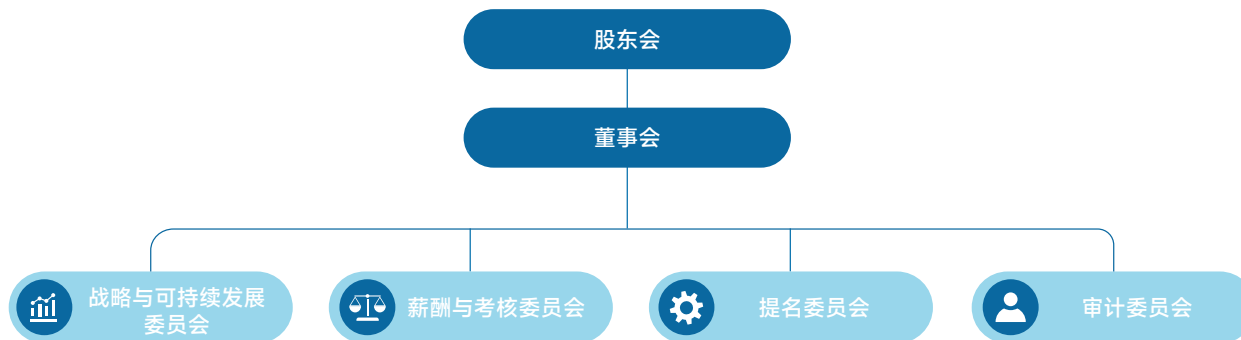 股东会
董事会
战略与可持续发展
委员会
薪酬与考核委员会
提名委员会
审计委员会